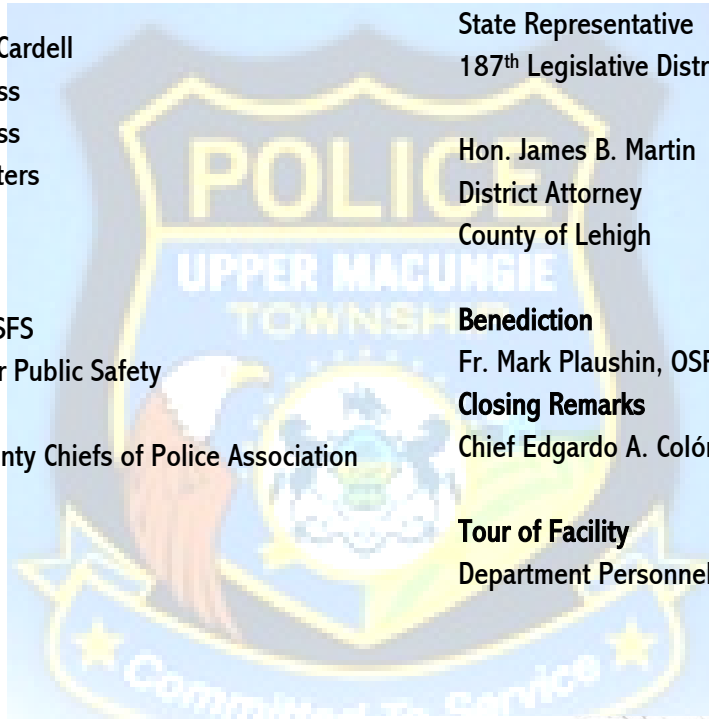 Cardell
ss
ss
ters
SFS
r Public Safety
nty Chiefs of Police Association
State Representative
187th Legislative Distr
Hon. James B. Martin
District Attorney
County of Lehigh
Benediction
Fr. Mark Plaushin, OSF
Closing Remarks
Chief Edgardo A. Coló
Tour of Facility
Department Personnel
POLICE
UPPER MACUNGIE
TOWNSHIP
Committed To Service